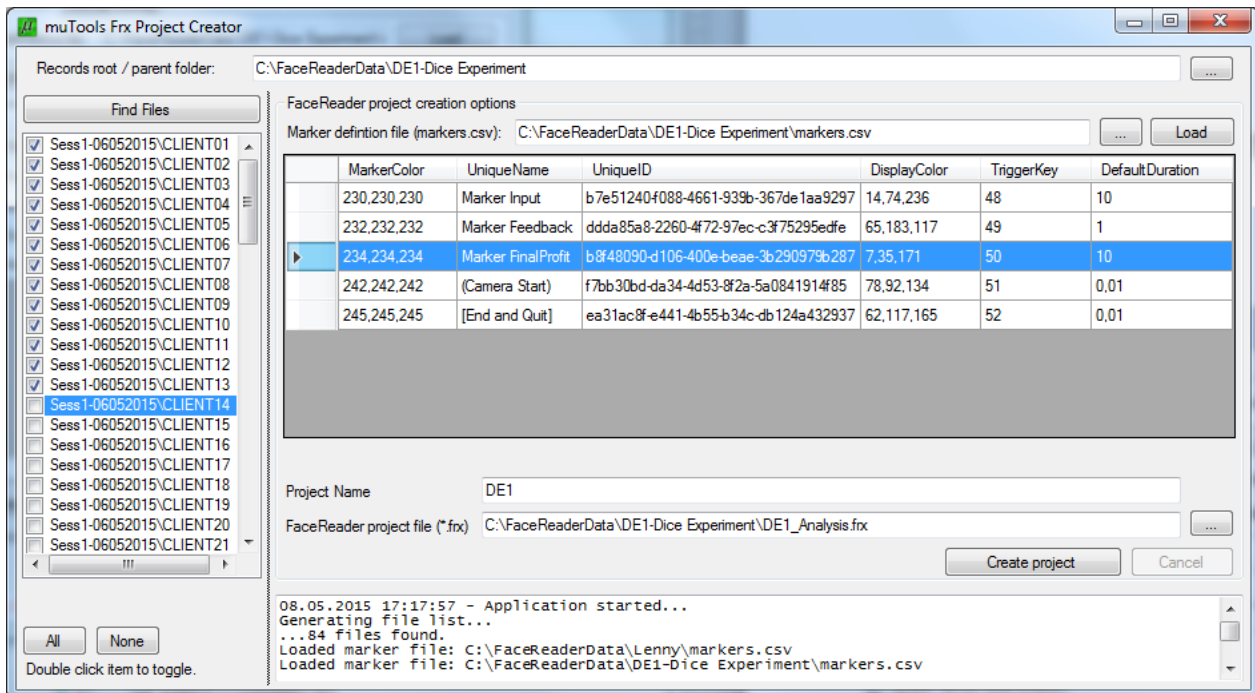 muTools Frx Project Creator
Records root / parent folder: C:\FaceReaderData\DE1-Dice Experiment ...
Find Files
Sess1-06052015\CLIENT01
Sess1-06052015\CLIENT02
Sess1-06052015\CLIENT03
Sess1-06052015\CLIENT04
Sess1-06052015\CLIENT05
Sess1-06052015\CLIENT06
Sess1-06052015\CLIENT07
Sess1-06052015\CLIENT08
Sess1-06052015\CLIENT09
Sess1-06052015\CLIENT10
Sess1-06052015\CLIENT11
Sess1-06052015\CLIENT12
Sess1-06052015\CLIENT13
Sess1-06052015\CLIENT14
Sess1-06052015\CLIENT15
Sess1-06052015\CLIENT16
Sess1-06052015\CLIENT17
Sess1-06052015\CLIENT18
Sess1-06052015\CLIENT19
Sess1-06052015\CLIENT20
Sess1-06052015\CLIENT21
All None
Double click item to toggle.
FaceReader project creation options
Marker defintion file (markers.csv): C:\FaceReaderData\DE1-Dice Experiment\markers.csv ... Load
MarkerColor UniqueName UniqueID DisplayColor TriggerKey DefaultDuration
230,230,230 Marker Input b7e51240-f088-4661-939b-367de1aa9297 14,74,236 48 10
232,232,232 Marker Feedback ddda85a8-2260-4f72-97ec-c3f75295edfe 65,183,117 49 1
234,234,234 Marker FinalProfit b8f48090-d106-400e-beae-3b290979b287 7,35,171 50 10
242,242,242 (Camera Start) f7bb30bd-da34-4d53-8f2a-5a0841914f85 78,92,134 51 0,01
245,245,245 [End and Quit] ea31ac8f-e441-4b55-b34c-db124a432937 62,117,165 52 0,01
Project Name DE1
FaceReader project file (*.frx) C:\FaceReaderData\DE1-Dice Experiment\DE1_Analysis.frx ...
Create project Cancel
08.05.2015 17:17:57 - Application started...
Generating file list...
...84 files found.
Loaded marker file: C:\FaceReaderData\Lenny\markers.csv
Loaded marker file: C:\FaceReaderData\DE1-Dice Experiment\markers.csv